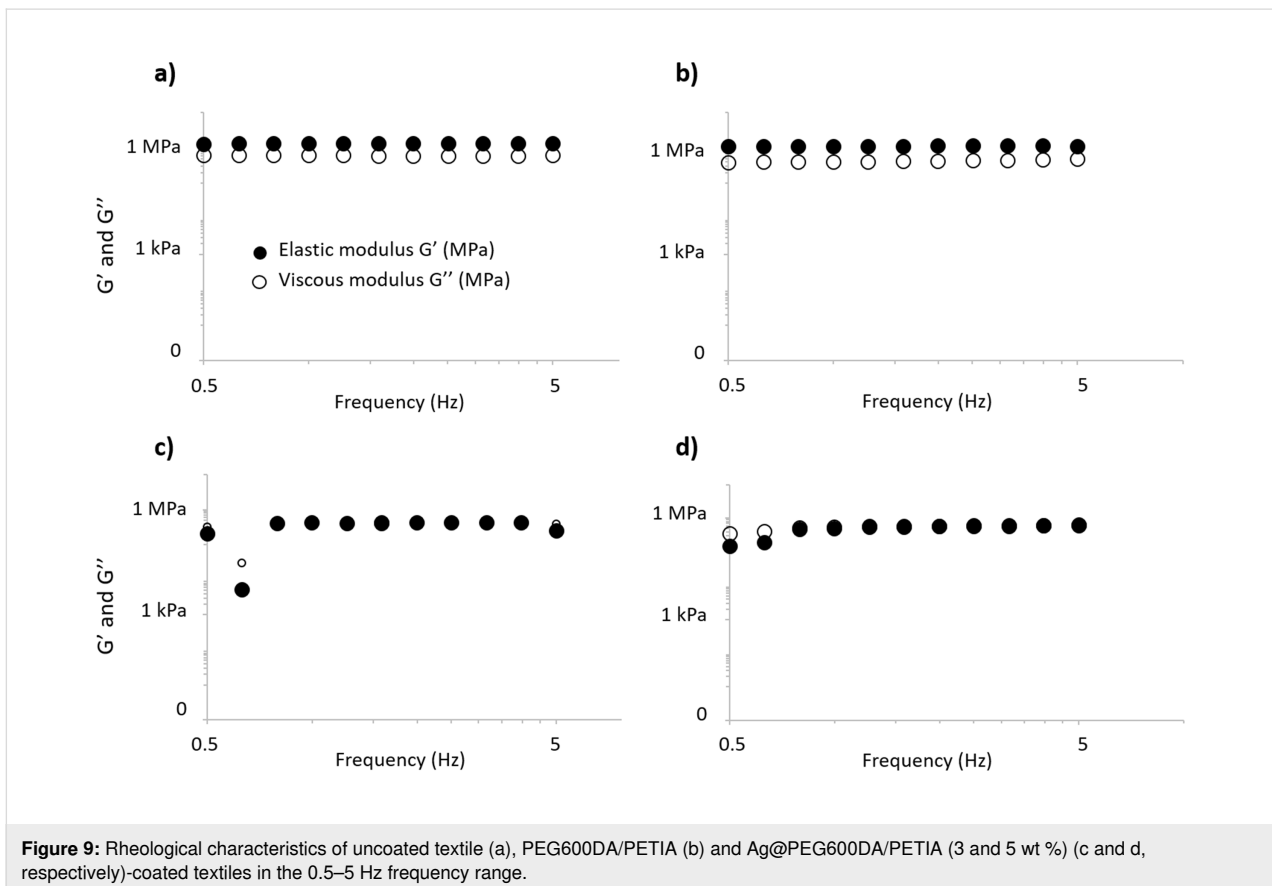 a)
1 MPa
1 kPa
0
G′ and G′′
● Elastic modulus G′ (MPa)
○ Viscous modulus G′′ (MPa)
0.5
5
Frequency (Hz)
b)
1 MPa
1 kPa
0
0.5
5
Frequency (Hz)
c)
1 MPa
1 kPa
0
G′ and G′′
0.5
5
Frequency (Hz)
d)
1 MPa
1 kPa
0
0.5
5
Frequency (Hz)
Figure 9: Rheological characteristics of uncoated textile (a), PEG600DA/PETIA (b) and Ag@PEG600DA/PETIA (3 and 5 wt %) (c and d,
respectively)-coated textiles in the 0.5–5 Hz frequency range.